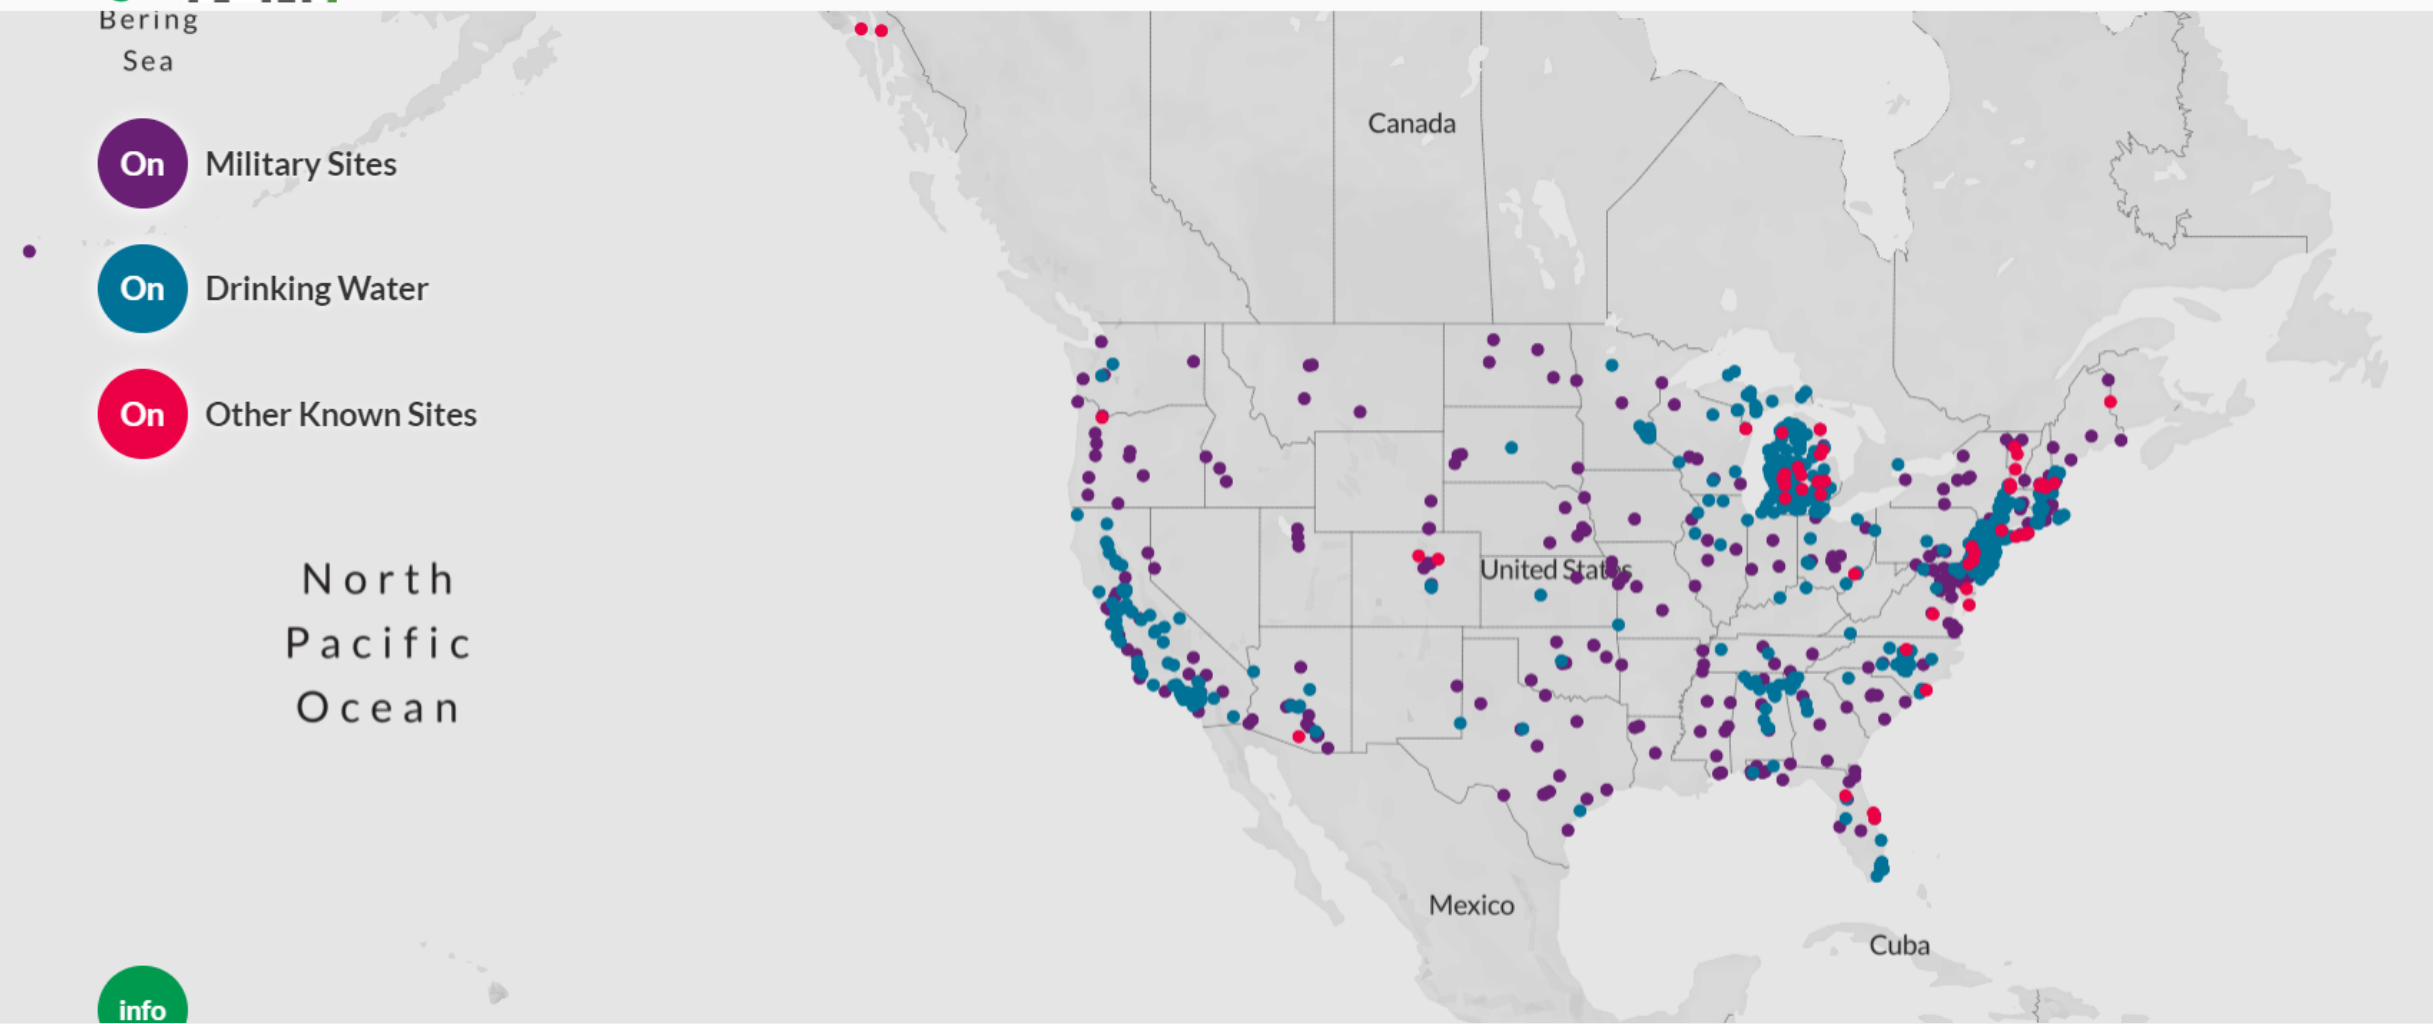 Bering
Sea
On Military Sites
On Drinking Water
On Other Known Sites
North
Pacific
Ocean
info
Canada
United States
Mexico
Cuba